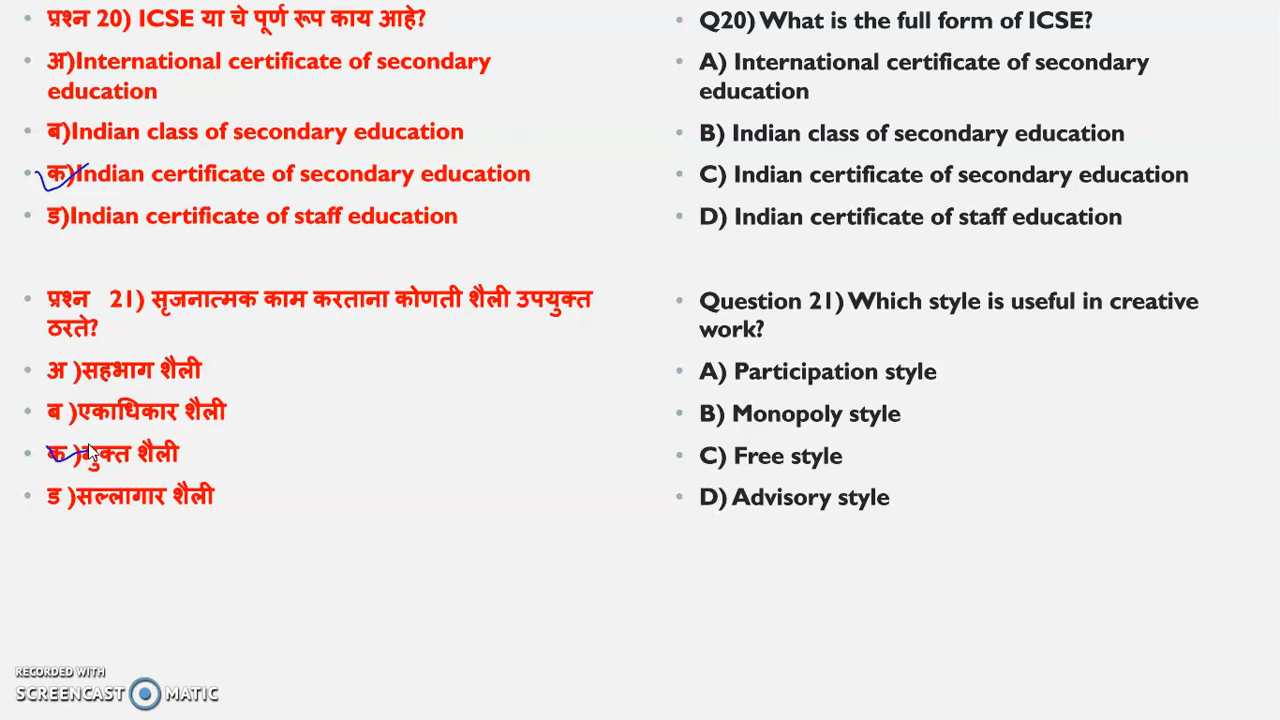 प्रश्न 20) ICSE या चे पूर्ण रूप काय आहे?
अ)International certificate of secondary
education
ब)Indian class of secondary education
क)Indian certificate of secondary education
ड)Indian certificate of staff education
प्रश्न 21) सृजनात्मक काम करताना कोणती शैली उपयुक्त
ठरते?
अ )सहभाग शैली
ब )एकाधिकार शैली
क )मुक्त शैली
ड )सल्लागार शैली
Q20) What is the full form of ICSE?
A) International certificate of secondary
education
B) Indian class of secondary education
C) Indian certificate of secondary education
D) Indian certificate of staff education
Question 21) Which style is useful in creative
work?
A) Participation style
B) Monopoly style
C) Free style
D) Advisory style
RECORDED WITH
SCREENCAST MATIC